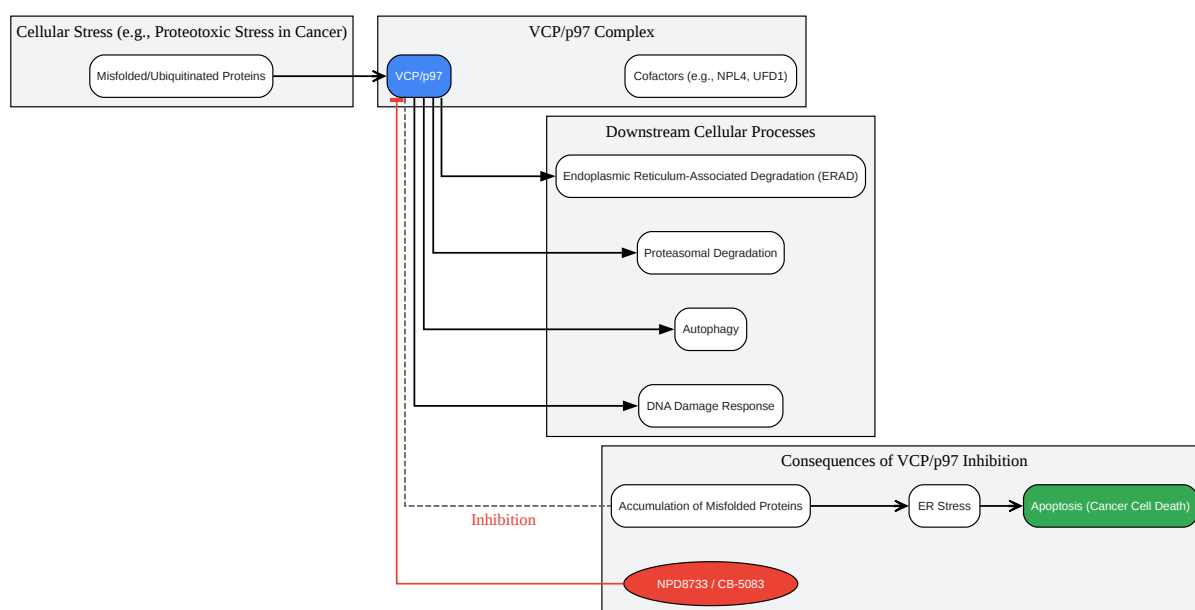 Cellular Stress (e.g., Proteotoxic Stress in Cancer)
Misfolded/Ubiquitinated Proteins
VCP/p97 Complex
VCP/p97
Cofactors (e.g., NPL4, UFD1)
Downstream Cellular Processes
Endoplasmic Reticulum-Associated Degradation (ERAD)
Proteasomal Degradation
Autophagy
DNA Damage Response
Consequences of VCP/p97 Inhibition
Accumulation of Misfolded Proteins
ER Stress
Apoptosis (Cancer Cell Death)
Inhibition
NPD8733 / CB-5083